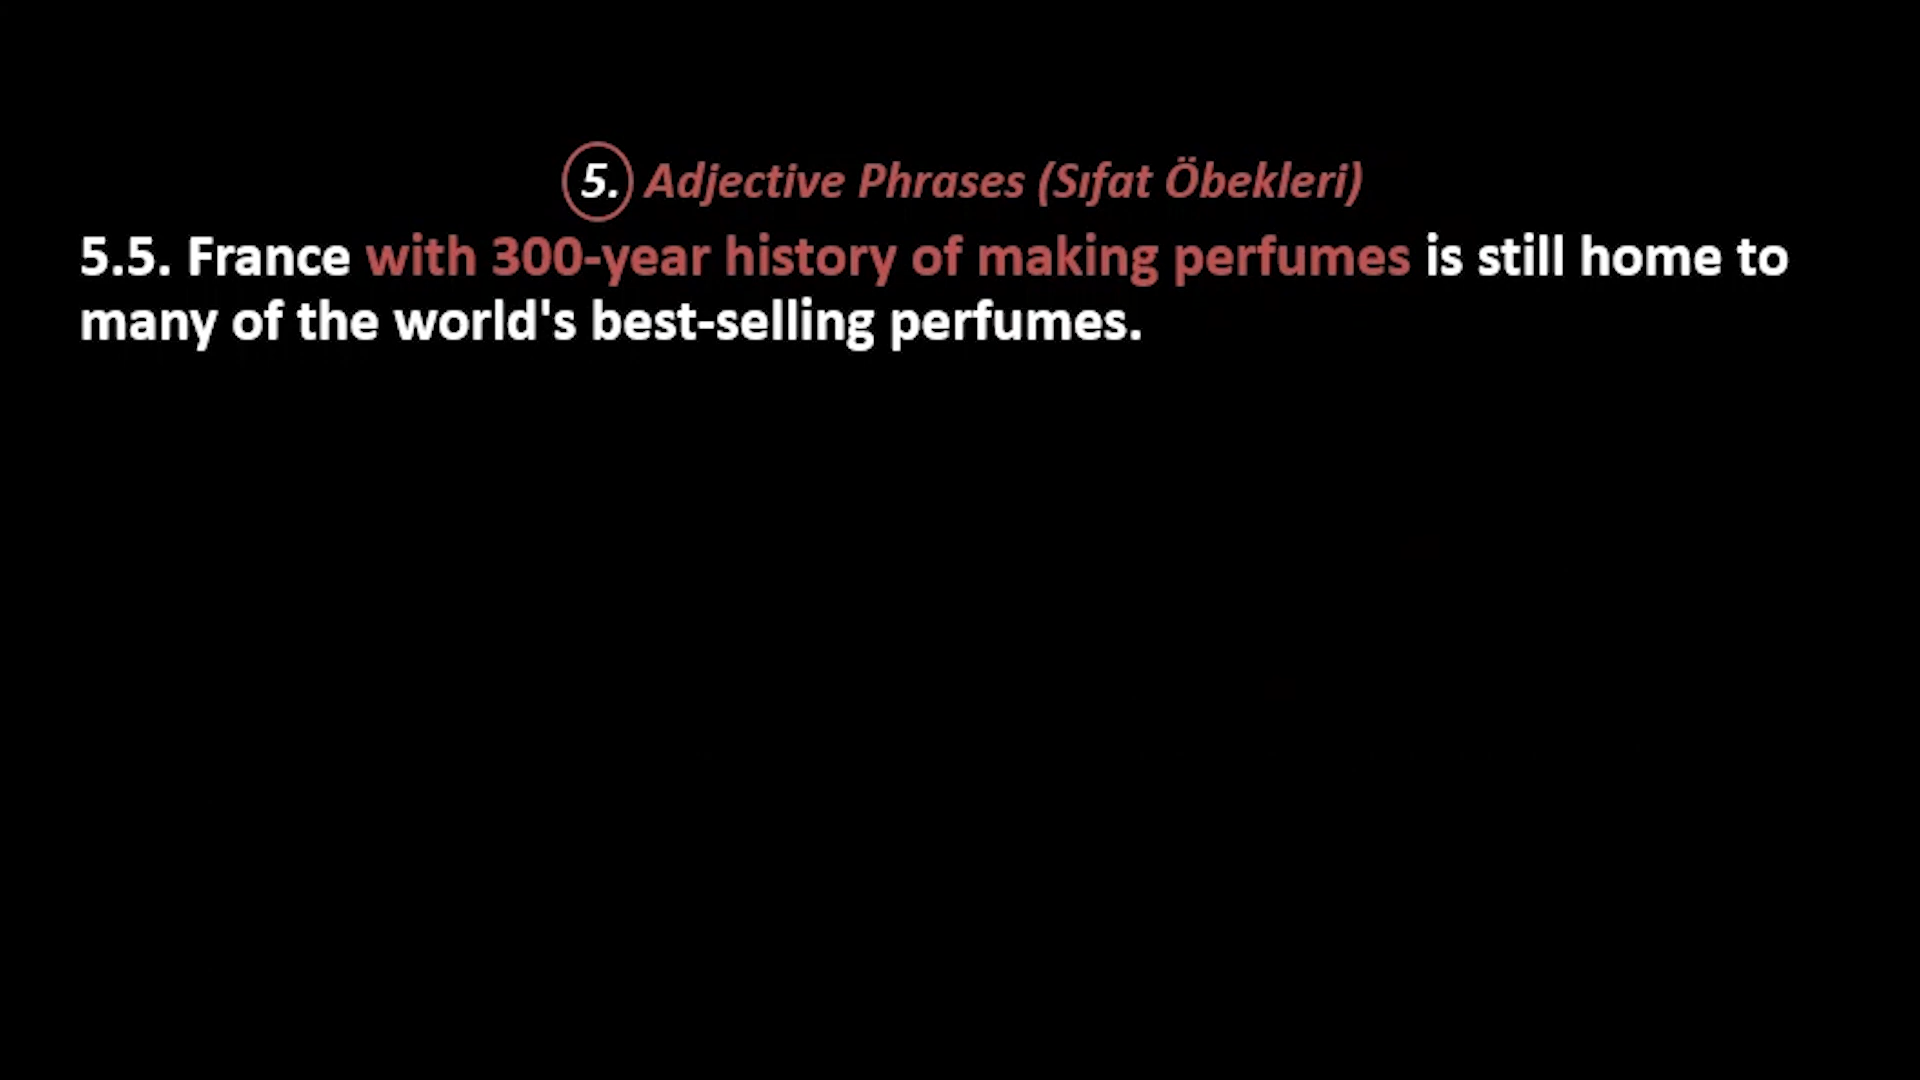 5. Adjective Phrases (Sıfat Öbekleri)
5.5. France with 300-year history of making perfumes is still home to
many of the world's best-selling perfumes.